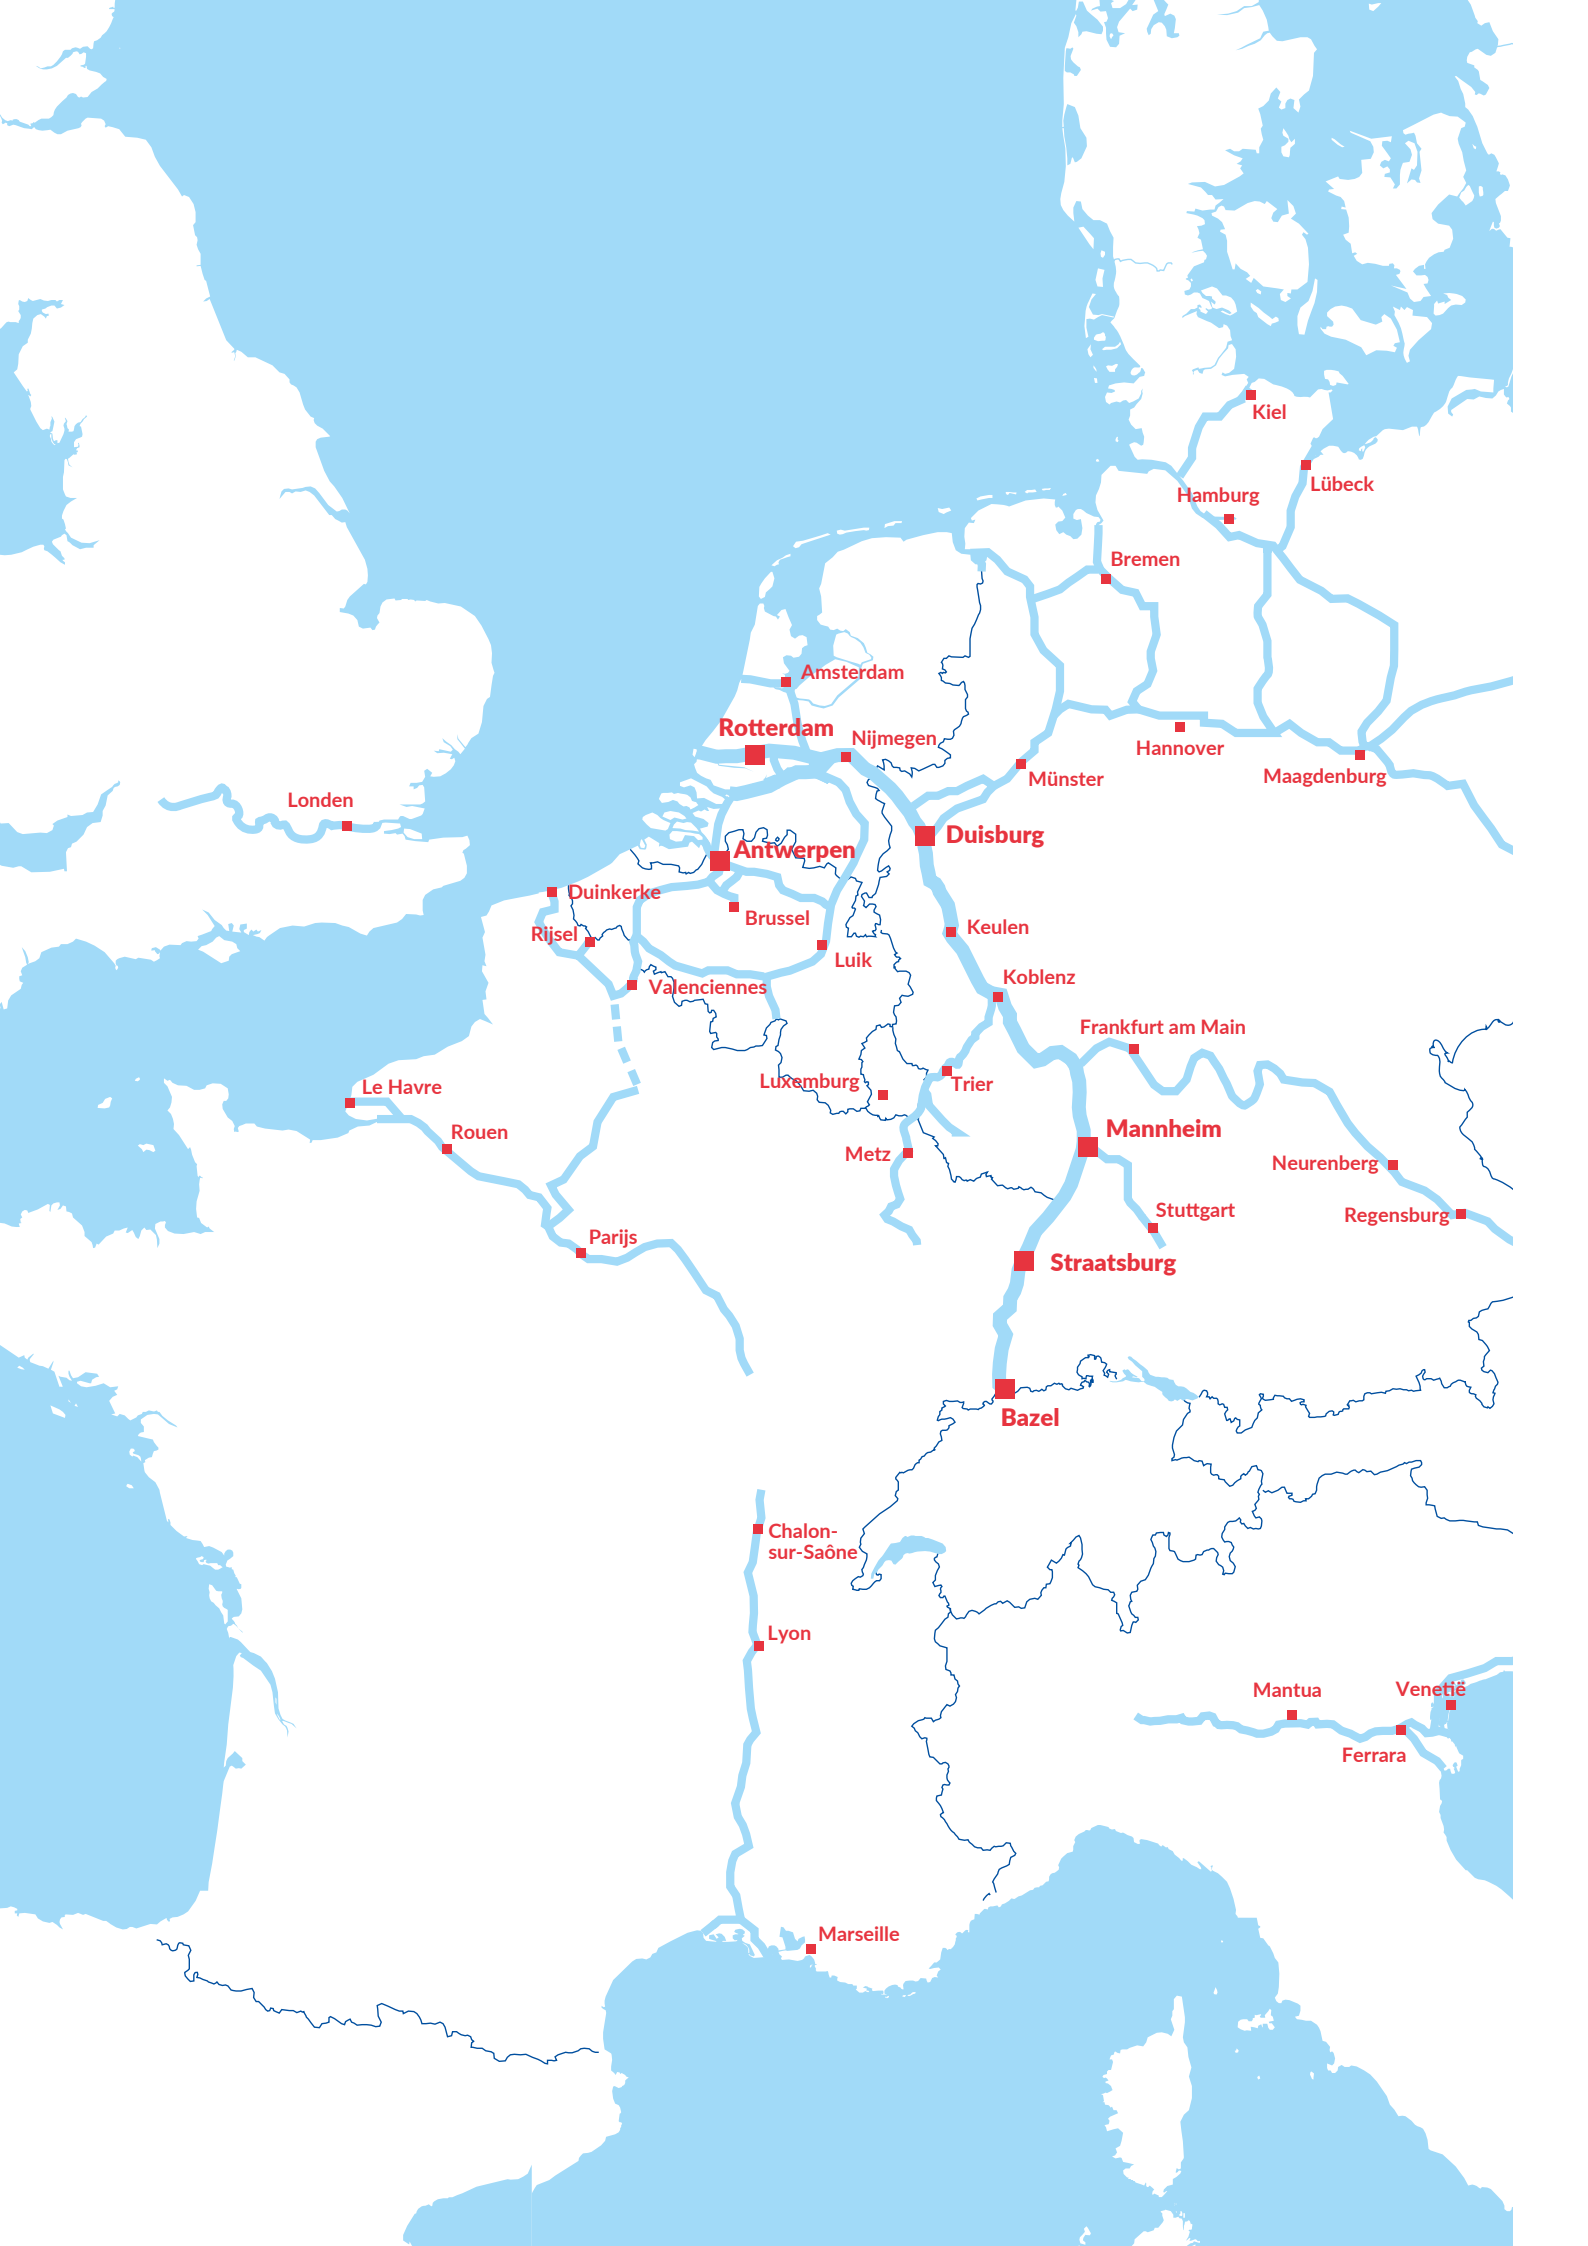 Kiel
Lübeck
Hamburg
Bremen
Amsterdam
Rotterdam
Nijmegen
Hannover
Münster
Maagdenburg
Londen
Duisburg
Antwerpen
Duinkerke
Brussel
Keulen
Rijsel
Luik
Koblenz
Valenciennes
Frankfurt am Main
Luxemburg
Trier
Le Havre
Rouen
Mannheim
Metz
Neurenberg
Stuttgart
Regensburg
Parijs
Straatsburg
Bazel
Chalon-
sur-Saône
Lyon
Mantua
Venetië
Ferrara
Marseille